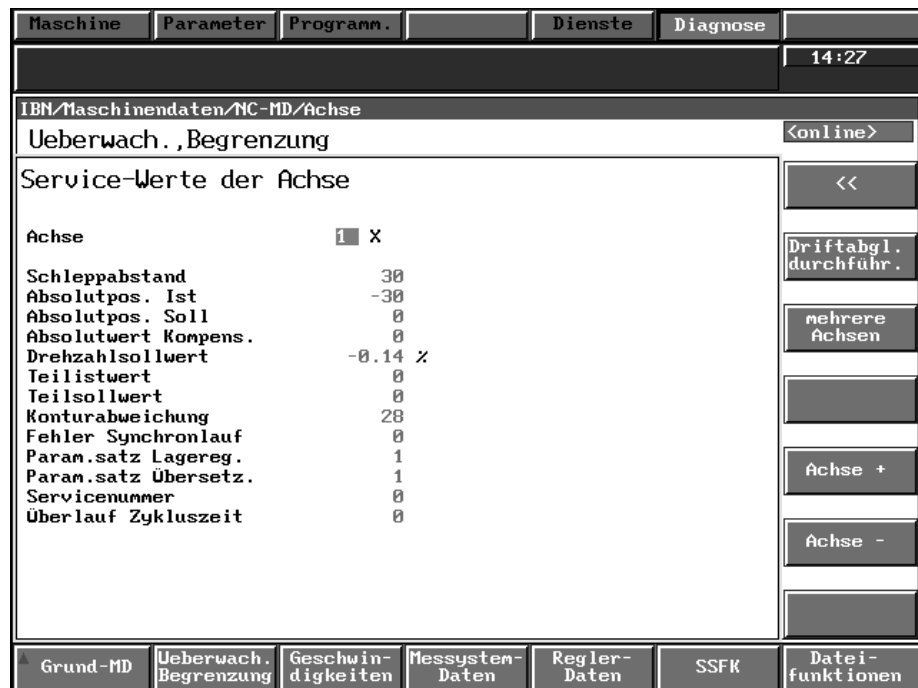 Maschine Parameter Programm. Dienste Diagnose
14:27
IBN/Maschinendaten/NC-MD/Achse
Ueberwach.,Begrenzung
<online>
Service-Werte der Achse
<<
Achse 1 X
Driftabgl.
durchführ.
Schleppabstand 30
Absolutpos. Ist -30
Absolutpos. Soll 0
Absolutwert Kompens. 0
mehrere
Achsen
Drehzahlsollwert -0.14 %
Teilistwert 0
Teilsollwert 0
Konturabweichung 28
Fehler Synchronlauf 0
Param.satz Lagereg. 1
Param.satz Übersetz. 1
Servicenummer 0
Überlauf Zykluszeit 0
Achse +
Achse -
Grund-MD
Ueberwach.
Begrenzung
Geschwin-
digkeiten
Messystem-
Daten
Regler-
Daten
SSFK
Datei-
funktionen